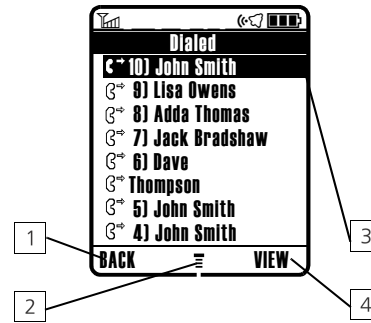 Dialed
10) John Smith
9) Lisa Owens
8) Adda Thomas
7) Jack Bradshaw
6) Dave
Thompson
5) John Smith
4) John Smith
BACK VIEW
1
2
3
4